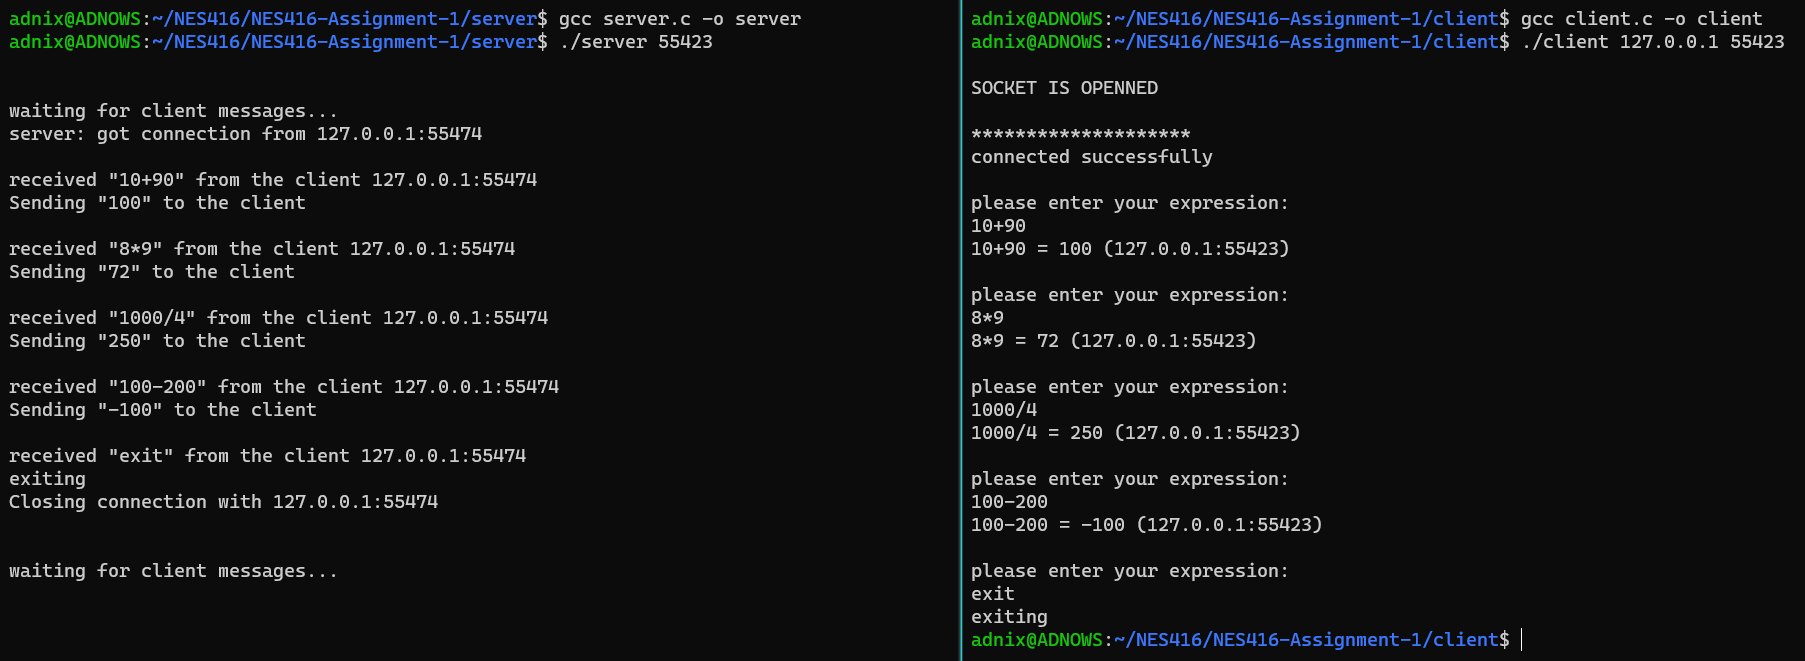 adnix@ADNOWS:~/NES416/NES416-Assignment-1/server$ gcc server.c -o server
adnix@ADNOWS:~/NES416/NES416-Assignment-1/server$ ./server 55423
waiting for client messages...
server: got connection from 127.0.0.1:55474
received "10+90" from the client 127.0.0.1:55474
Sending "100" to the client
received "8*9" from the client 127.0.0.1:55474
Sending "72" to the client
received "1000/4" from the client 127.0.0.1:55474
Sending "250" to the client
received "100-200" from the client 127.0.0.1:55474
Sending "-100" to the client
received "exit" from the client 127.0.0.1:55474
exiting
Closing connection with 127.0.0.1:55474
waiting for client messages...
adnix@ADNOWS:~/NES416/NES416-Assignment-1/client$ gcc client.c -o client
adnix@ADNOWS:~/NES416/NES416-Assignment-1/client$ ./client 127.0.0.1 55423
SOCKET IS OPENNED
********************
connected successfully
please enter your expression:
10+90
10+90 = 100 (127.0.0.1:55423)
please enter your expression:
8*9
8*9 = 72 (127.0.0.1:55423)
please enter your expression:
1000/4
1000/4 = 250 (127.0.0.1:55423)
please enter your expression:
100-200
100-200 = -100 (127.0.0.1:55423)
please enter your expression:
exit
exiting
adnix@ADNOWS:~/NES416/NES416-Assignment-1/client$